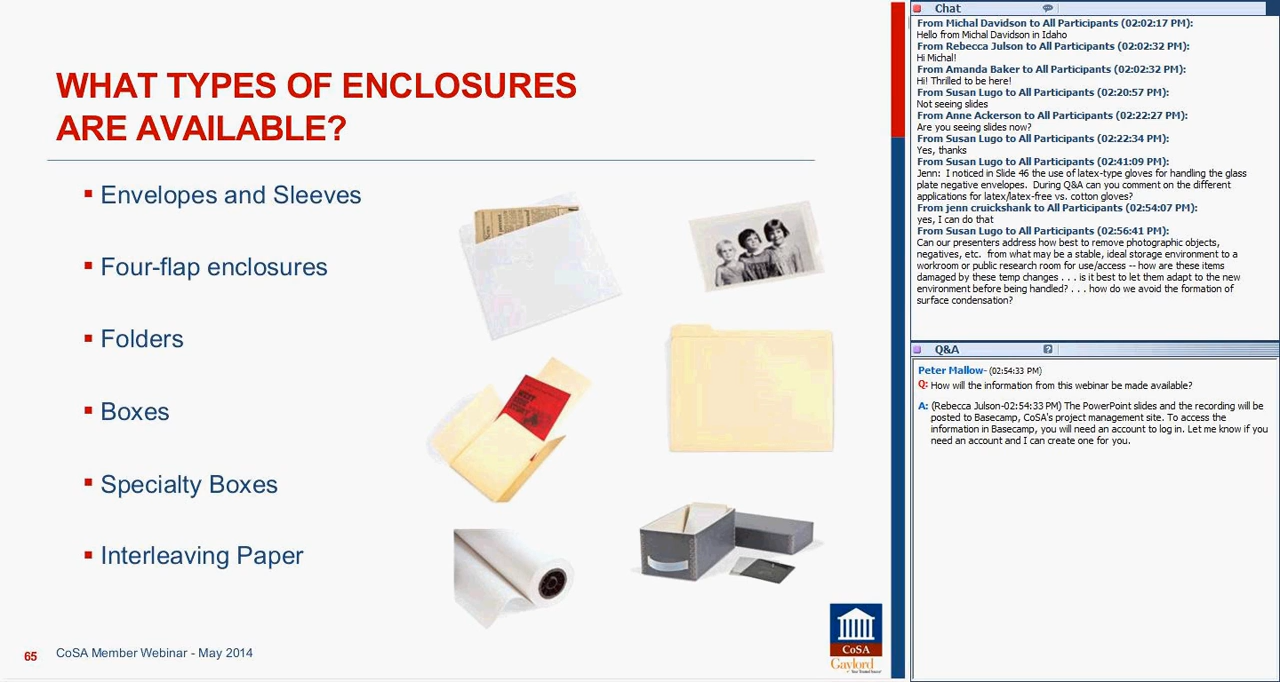 WHAT TYPES OF ENCLOSURES
ARE AVAILABLE?
Envelopes and Sleeves
Four-flap enclosures
Folders
Boxes
Specialty Boxes
Interleaving Paper
65 CoSA Member Webinar - May 2014
CoSA
Gaylord
Chat
From Michal Davidson to All Participants (02:02:17 PM):
Hello from Michal Davidson in Idaho
From Rebecca Julson to All Participants (02:02:32 PM):
Hi Michal!
From Amanda Baker to All Participants (02:02:32 PM):
Hi! Thrilled to be here!
From Susan Lugo to All Participants (02:20:57 PM):
Not seeing slides
From Anne Ackerson to All Participants (02:22:27 PM):
Are you seeing slides now?
From Susan Lugo to All Participants (02:22:34 PM):
Yes, thanks
From Susan Lugo to All Participants (02:41:09 PM):
Jenn: I noticed in Slide 46 the use of latex-type gloves for handling the glass
plate negative envelopes. During Q&A can you comment on the different
applications for latex/latex-free vs. cotton gloves?
From jenn cruickshank to All Participants (02:54:07 PM):
yes, I can do that
From Susan Lugo to All Participants (02:56:41 PM):
Can our presenters address how best to remove photographic objects,
negatives, etc. from what may be a stable, ideal storage environment to a
workroom or public research room for use/access -- how are these items
damaged by these temp changes . . . is it best to let them adapt to the new
environment before being handled? . . . how do we avoid the formation of
surface condensation?
Q&A
Peter Mallow- (02:54:33 PM)
Q: How will the information from this webinar be made available?
A: (Rebecca Julson-02:54:33 PM) The PowerPoint slides and the recording will be
posted to Basecamp, CoSA's project management site. To access the
information in Basecamp, you will need an account to log in. Let me know if you
need an account and I can create one for you.